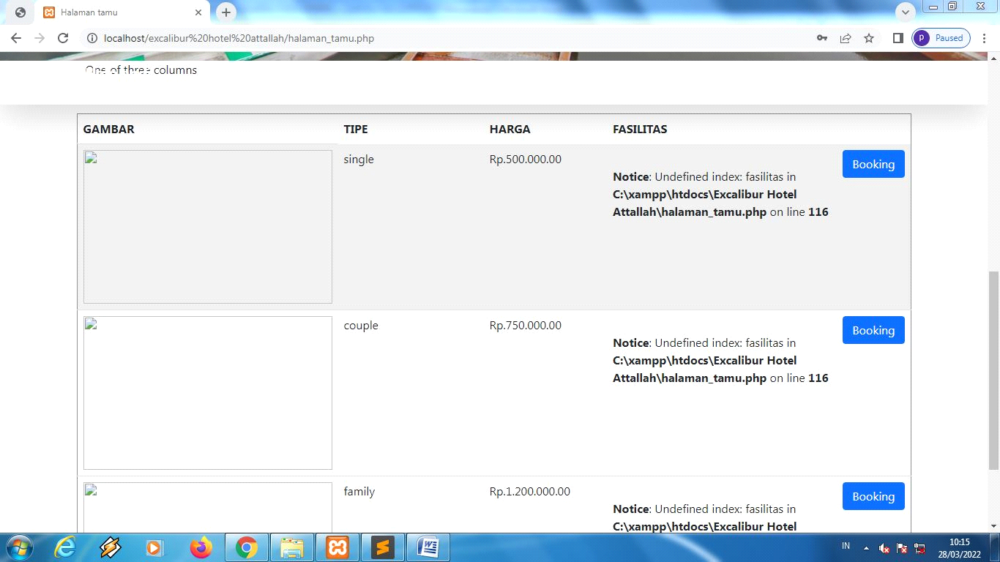 Halaman tamu
localhost/excalibur%20hotel%20attallah/halaman_tamu.php
p Paused
One of three columns
GAMBAR TIPE HARGA FASILITAS
single Rp.500.000.00 Booking
Notice: Undefined index: fasilitas in
C:\xampp\htdocs\Excalibur Hotel
Attallah\halaman_tamu.php on line 116
couple Rp.750.000.00 Booking
Notice: Undefined index: fasilitas in
C:\xampp\htdocs\Excalibur Hotel
Attallah\halaman_tamu.php on line 116
family Rp.1.200.000.00 Booking
Notice: Undefined index: fasilitas in
C:\xampp\htdocs\Excalibur Hotel
IN 10:15
28/03/2022